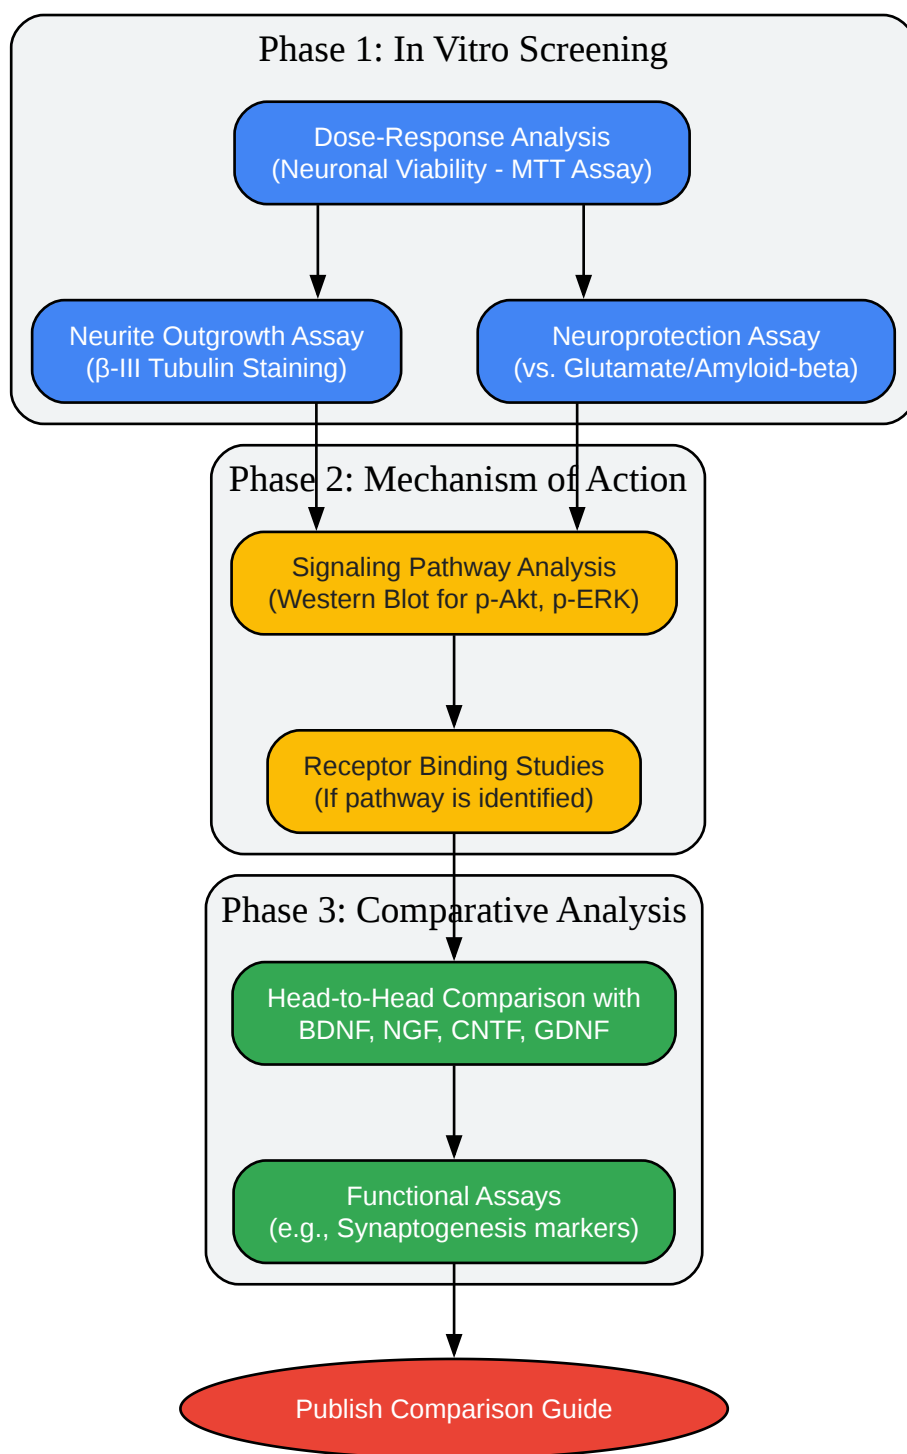 Phase 1: In Vitro Screening
Dose-Response Analysis
(Neuronal Viability - MTT Assay)
Neurite Outgrowth Assay
(β-III Tubulin Staining)
Neuroprotection Assay
(vs. Glutamate/Amyloid-beta)
Phase 2: Mechanism of Action
Signaling Pathway Analysis
(Western Blot for p-Akt, p-ERK)
Receptor Binding Studies
(If pathway is identified)
Phase 3: Comparative Analysis
Head-to-Head Comparison with
BDNF, NGF, CNTF, GDNF
Functional Assays
(e.g., Synaptogenesis markers)
Publish Comparison Guide